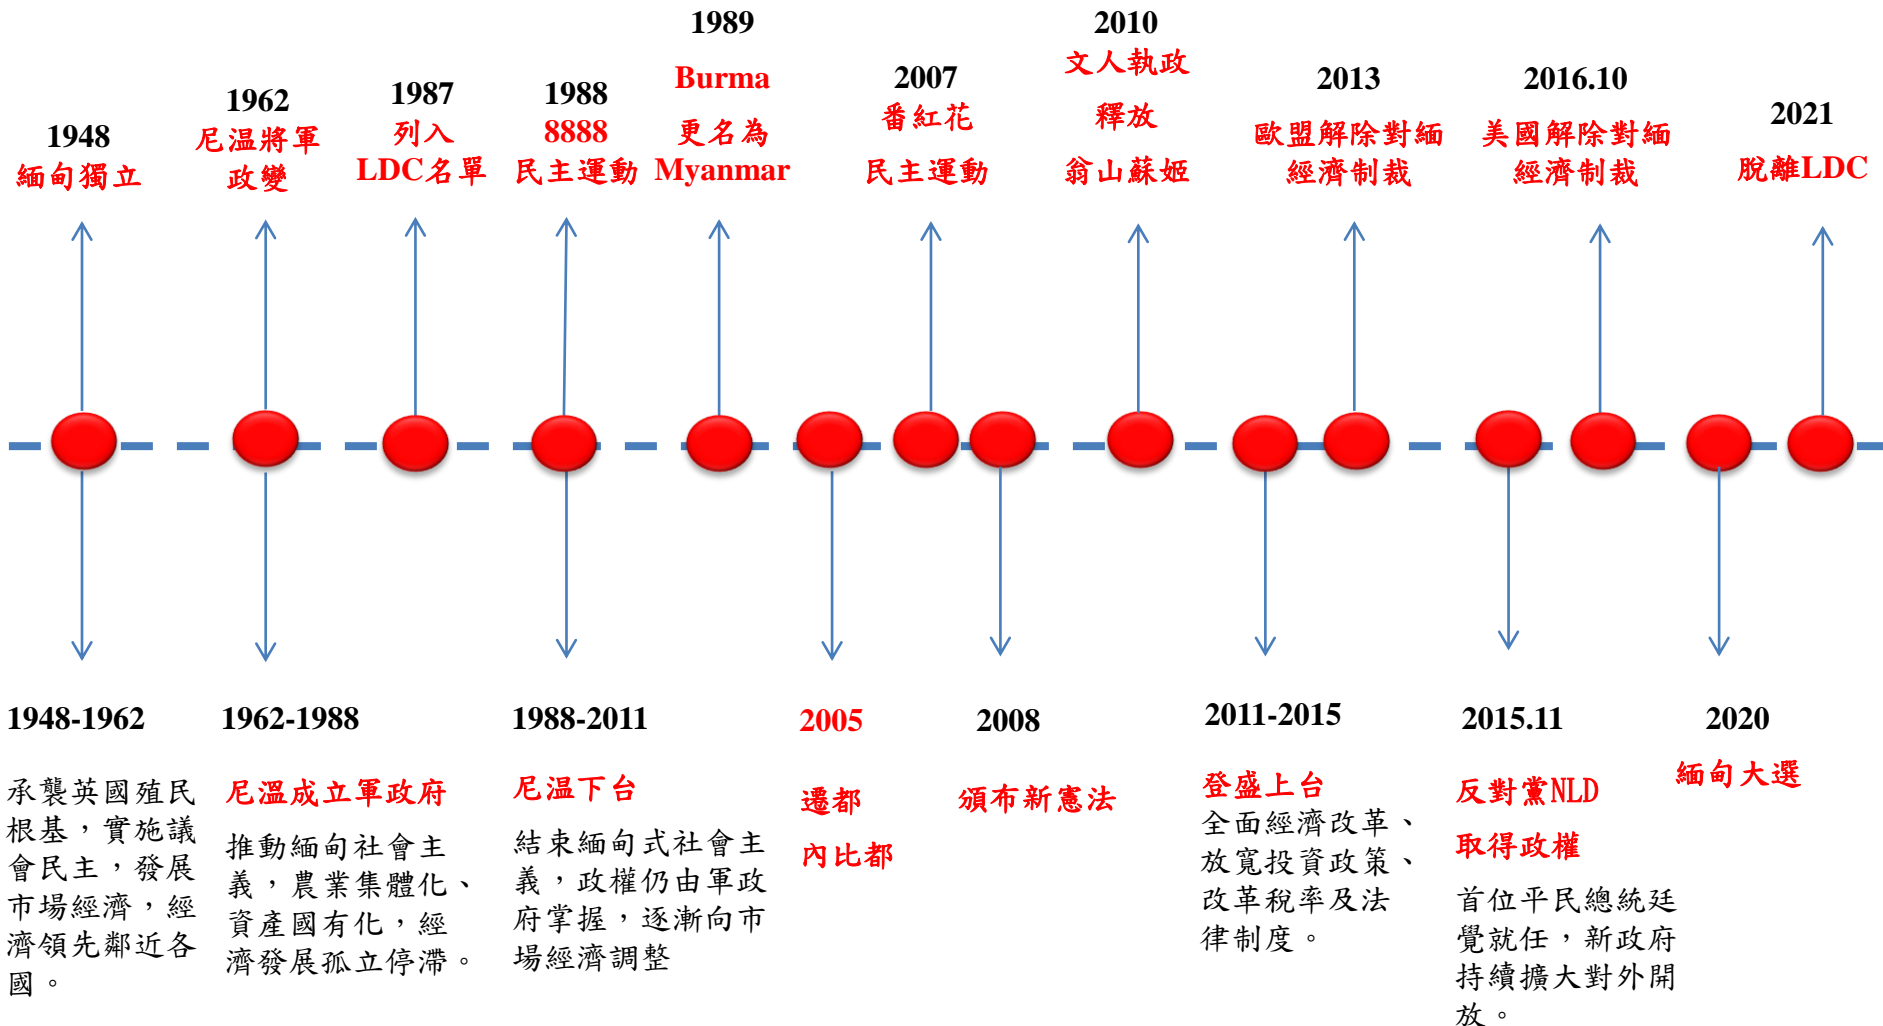 1948
緬甸獨立
1962
尼温將軍
政變
1987
列入
LDC名單
1988
8888
民主運動
1989
Burma
更名為
Myanmar
2007
番紅花
民主運動
2010
文人執政
釋放
翁山蘇姬
2013
歐盟解除對緬
經濟制裁
2016.10
美國解除對緬
經濟制裁
2021
脫離LDC
1948-1962
承襲英國殖民
根基，實施議
會民主，發展
市場經濟，經
濟領先鄰近各
國。
1962-1988
尼溫成立軍政府
推動緬甸社會主
義，農業集體化、
資產國有化，經
濟發展孤立停滯。
1988-2011
尼温下台
結束緬甸式社會主
義，政權仍由軍政
府掌握，逐漸向市
場經濟調整
2005
遷都
內比都
2008
頒布新憲法
2011-2015
登盛上台
全面經濟改革、
放寬投資政策、
改革稅率及法
律制度。
2015.11
反對黨NLD
取得政權
首位平民總統廷
覺就任，新政府
持續擴大對外開
放。
2020
緬甸大選